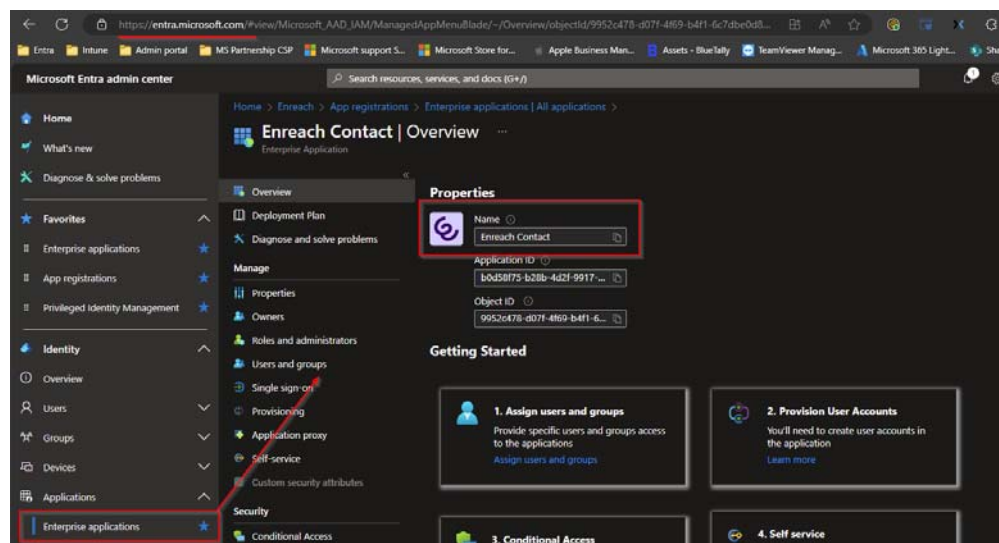 https://entra.microsoft.com/#view/Microsoft_AAD_IAM/ManagedAppMenuBlade/~/Overview/objectId/9952c478-d07f-4f69-b4f1-6c7dbe0d8...
Entra Intune Admin portal MS Partnership CSP Microsoft support S... Microsoft Store for... Apple Business Man... Assets - BlueTally TeamViewer Manag... Microsoft 365 Light... Sha
Microsoft Entra admin center
Search resources, services, and docs (G+/)
Home > Enreach > App registrations > Enterprise applications | All applications >
Enreach Contact | Overview ...
Enterprise Application
Home
What's new
Diagnose & solve problems
Favorites
Enterprise applications
App registrations
Privileged Identity Management
Identity
Overview
Users
Groups
Devices
Applications
Enterprise applications
Overview
Deployment Plan
Diagnose and solve problems
Manage
Properties
Owners
Roles and administrators
Users and groups
Single sign-on
Provisioning
Application proxy
Self-service
Custom security attributes
Security
Conditional Access
Properties
Name
Enreach Contact
Application ID
b0d58f75-b28b-4d2f-9917-...
Object ID
9952c478-d07f-4f69-b4f1-6...
Getting Started
1. Assign users and groups
Provide specific users and groups access
to the applications
Assign users and groups
2. Provision User Accounts
You'll need to create user accounts in
the application
Learn more
3. Conditional Access
4. Self service